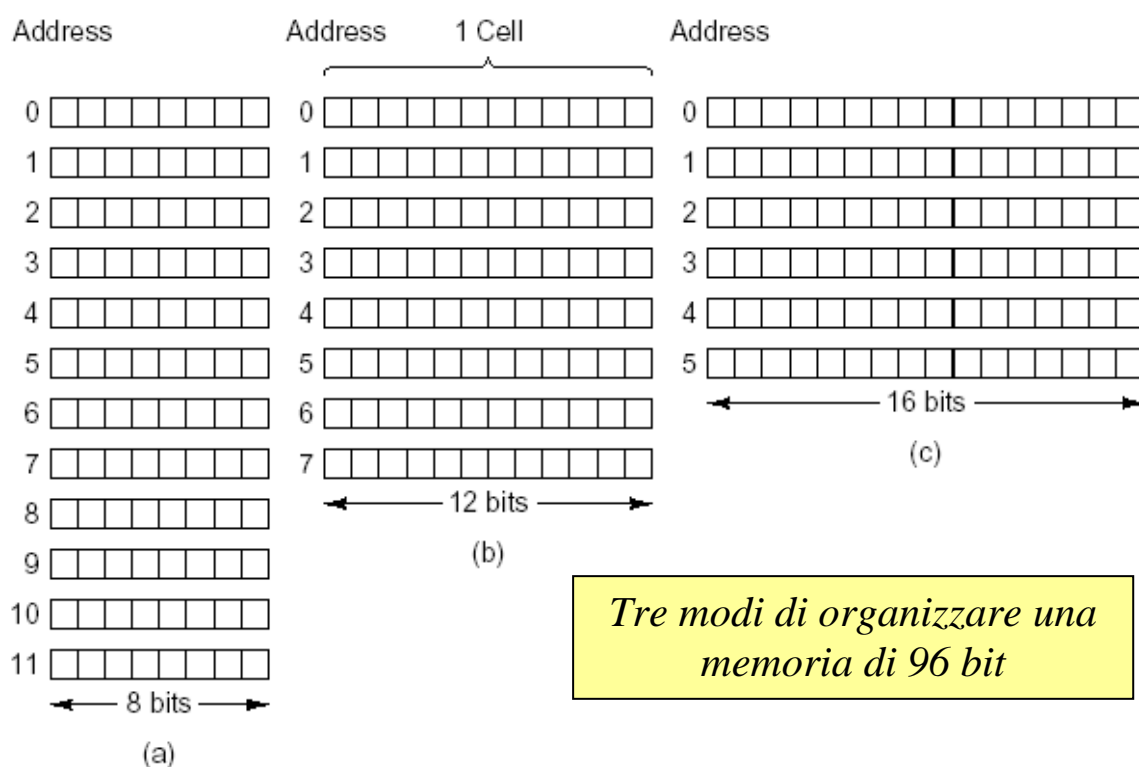 Address
Address 1 Cell
Address
0
1
2
3
4
5
6
7
8
9
10
11
8 bits
(a)
0
1
2
3
4
5
6
7
12 bits
(b)
0
1
2
3
4
5
16 bits
(c)
Tre modi di organizzare una
memoria di 96 bit